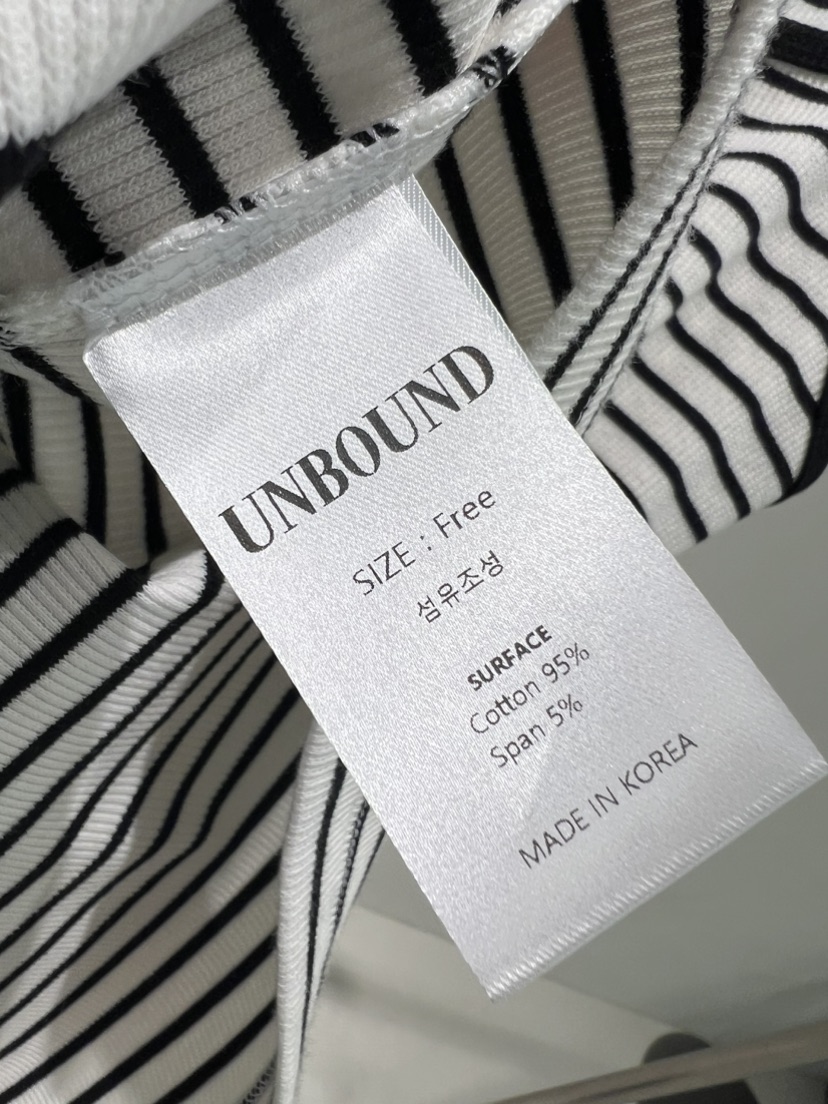 UNBOUND
SIZE : Free
섬유조성
SURFACE
Cotton 95%
Span 5%
MADE IN KOREA